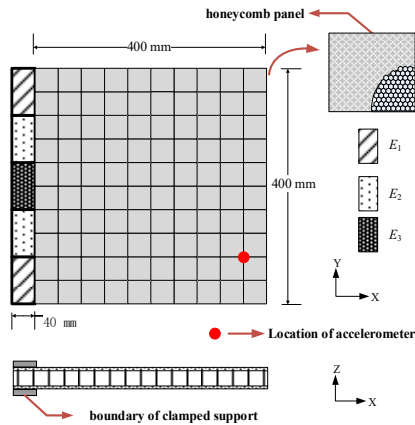 honeycomb panel
400 mm
E1
E2
400 mm
E3
Y
X
40 mm
Location of accelerometer
Z
X
boundary of clamped support